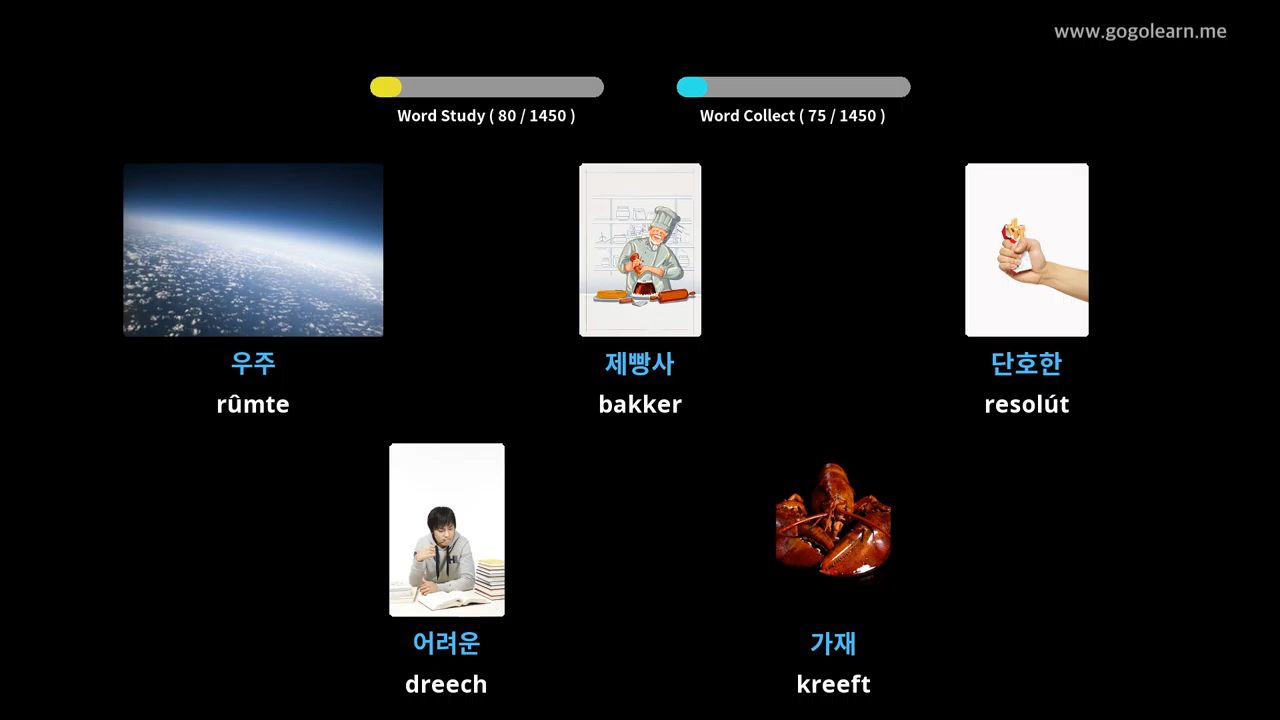 www.gogolearn.me
Word Study ( 80 / 1450 )
Word Collect ( 75 / 1450 )
우주
rûmte
제빵사
bakker
단호한
resolút
어려운
dreech
가재
kreeft